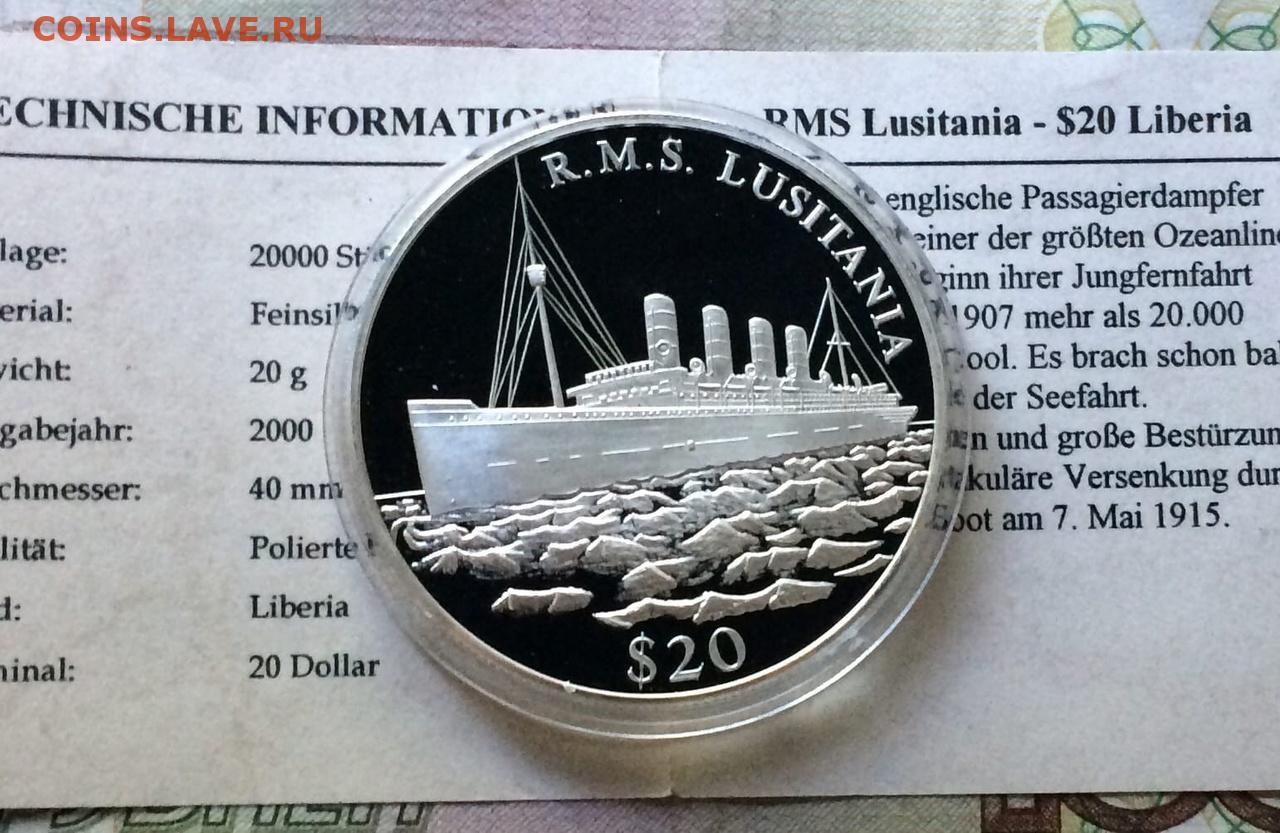 COINS.LAVE.RU
ECHNISCHE INFORMATIO
RMS Lusitania - $20 Liberia
lage: 20000
erial:
wicht: 20 g
gabejahr: 2000
chmesser: 40 mm
lität: Polierte
d: Liberia
ninal: 20 Dollar
englische Passagierdampfer
einer der größten Ozeanline
ginn ihrer Jungfernfahrt
1907 mehr als 20.000
ool. Es brach schon bal
der Seefahrt.
en und große Bestürzun
kuläre Versenkung dur
Boot am 7. Mai 1915.
R.M.S. LUSITANIA
$20